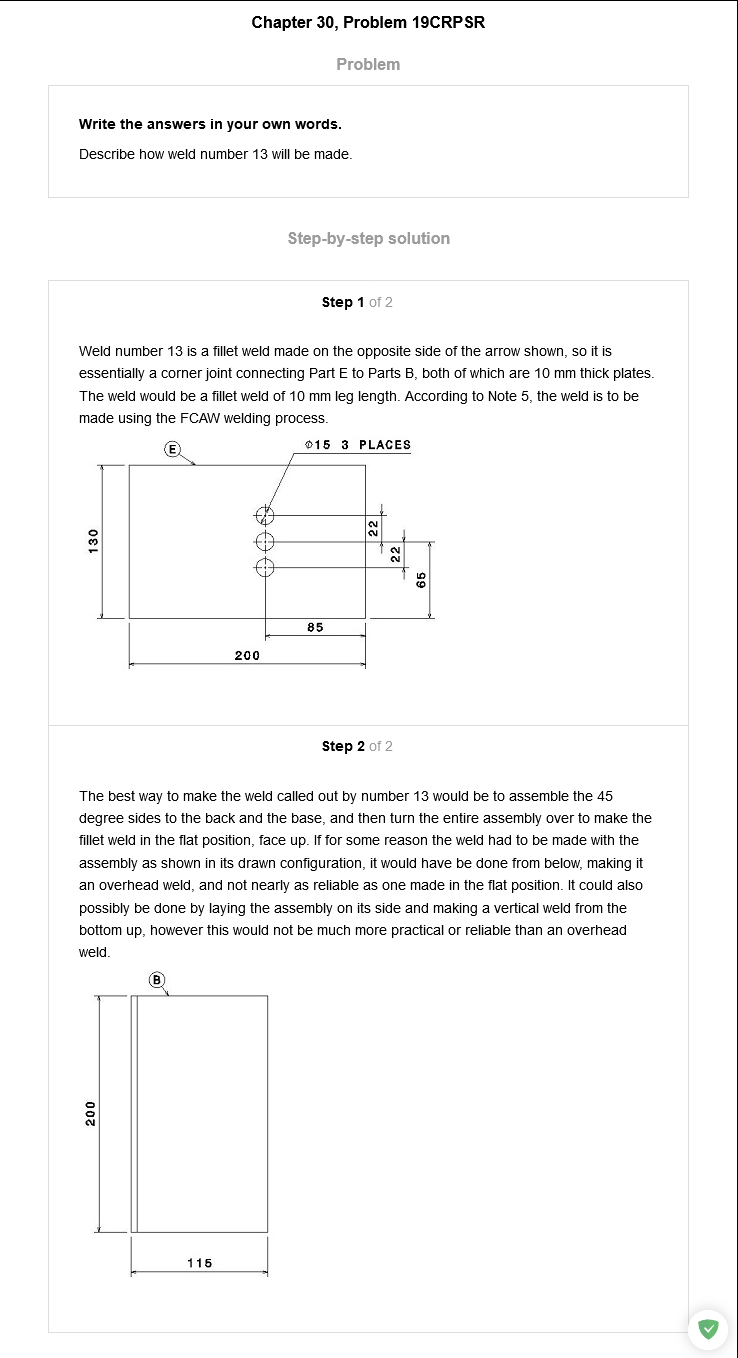 Chapter 30, Problem 19CRPSR
Problem
Write the answers in your own words.
Describe how weld number 13 will be made.
Step-by-step solution
Step 1 of 2
Weld number 13 is a fillet weld made on the opposite side of the arrow shown, so it is
essentially a corner joint connecting Part E to Parts B, both of which are 10 mm thick plates.
The weld would be a fillet weld of 10 mm leg length. According to Note 5, the weld is to be
made using the FCAW welding process.
E
Φ15 3 PLACES
130
22
22
65
85
200
Step 2 of 2
The best way to make the weld called out by number 13 would be to assemble the 45
degree sides to the back and the base, and then turn the entire assembly over to make the
fillet weld in the flat position, face up. If for some reason the weld had to be made with the
assembly as shown in its drawn configuration, it would have be done from below, making it
an overhead weld, and not nearly as reliable as one made in the flat position. It could also
possibly be done by laying the assembly on its side and making a vertical weld from the
bottom up, however this would not be much more practical or reliable than an overhead
weld.
B
200
115